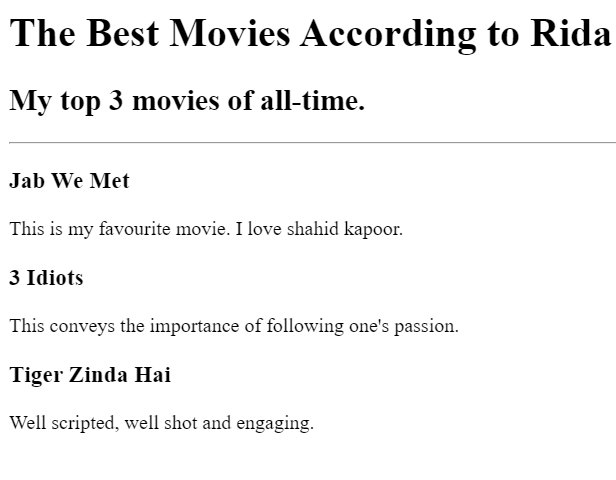 The Best Movies According to Rida
My top 3 movies of all-time.
Jab We Met
This is my favourite movie. I love shahid kapoor.
3 Idiots
This conveys the importance of following one's passion.
Tiger Zinda Hai
Well scripted, well shot and engaging.